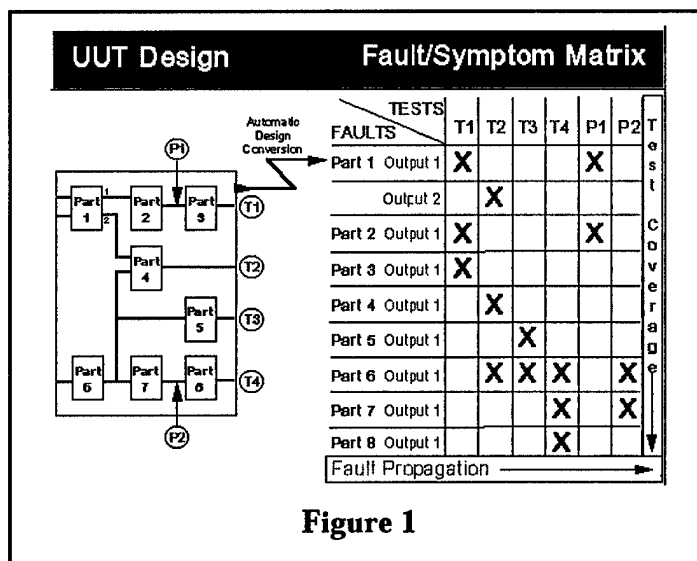 UUT Design
Fault/Symptom Matrix
Automatic
Design
Conversion
P1
Part 1
1
2
Part 2
Part 3
T1
Part 4
T2
Part 5
T3
Part 6
Part 7
Part 6
T4
P2
TESTS
FAULTS
T1 T2 T3 T4 P1 P2
Test Coverage
Part 1 Output 1 X X
Output 2 X
Part 2 Output 1 X X
Part 3 Output 1 X
Part 4 Output 1 X
Part 5 Output 1 X
Part 6 Output 1 X X X X
Part 7 Output 1 X X
Part 8 Output 1 X
Fault Propagation
Figure 1